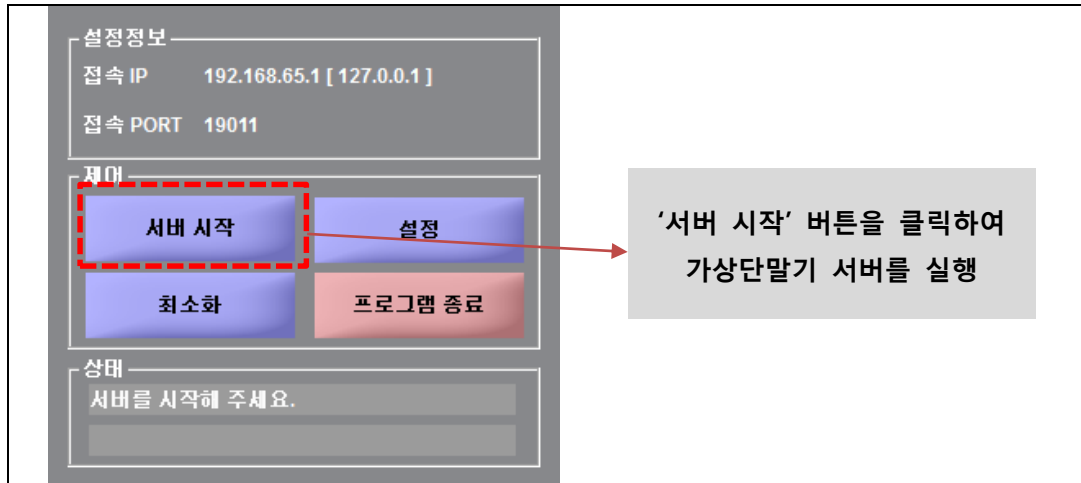 설정정보
접속 IP 192.168.65.1 [ 127.0.0.1 ]
접속 PORT 19011
제어
서버 시작
설정
최소화
프로그램 종료
상태
서버를 시작해 주세요.
‘서버 시작’ 버튼을 클릭하여
가상단말기 서버를 실행